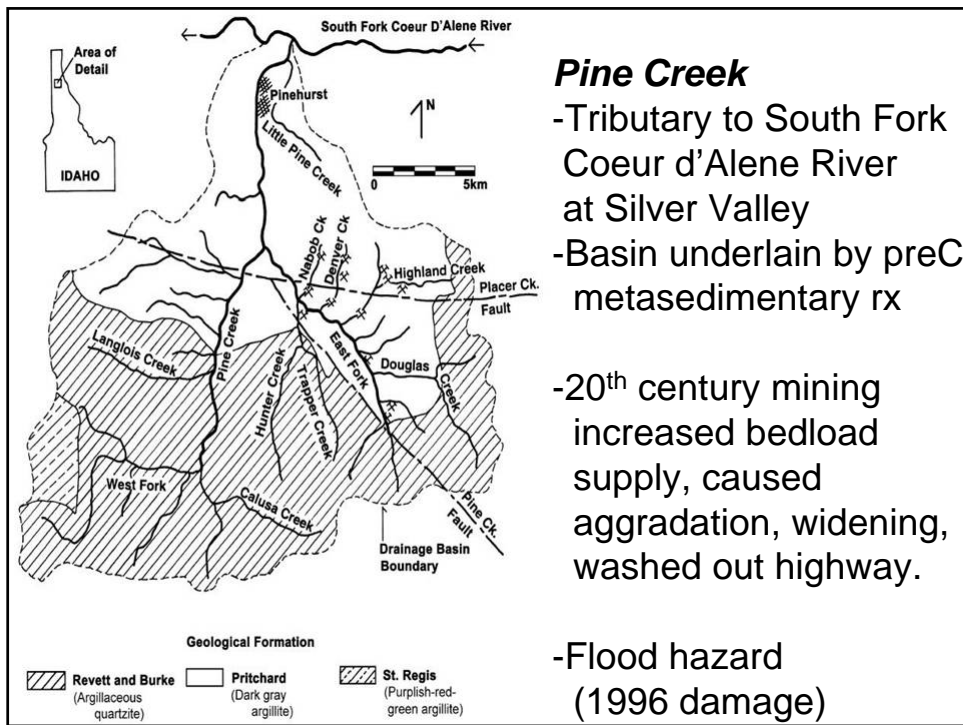 South Fork Coeur D'Alene River
Area of
Detail
IDAHO
Pinehurst
N
Little Pine Creek
0
5km
Nabob Ck
Denver Ck
Highland Creek
Placer Ck.
Fault
Langlois Creek
Pine Creek
East Fork
Douglas
Creek
Hunter Creek
Trapper Creek
West Fork
Calusa Creek
Pine Ck.
Fault
Drainage Basin
Boundary
Geological Formation
Revett and Burke
(Argillaceous
quartzite)
Pritchard
(Dark gray
argillite)
St. Regis
(Purplish-red-
green argillite)
Pine Creek
-Tributary to South Fork
Coeur d’Alene River
at Silver Valley
-Basin underlain by preC
metasedimentary rx
-20th century mining
increased bedload
supply, caused
aggradation, widening,
washed out highway.
-Flood hazard
(1996 damage)